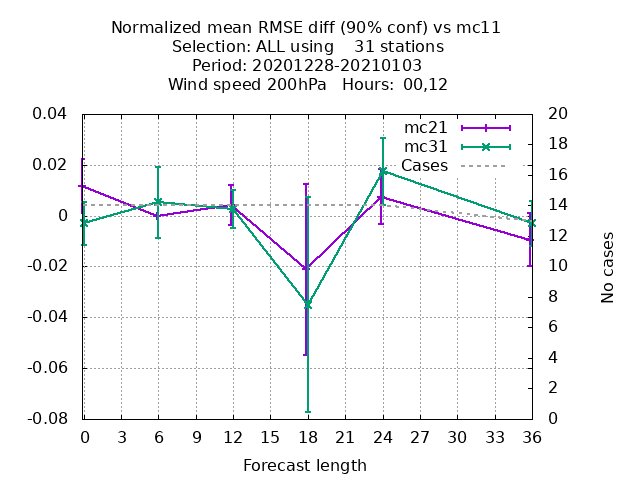 Normalized mean RMSE diff (90% conf) vs mc11
Selection: ALL using    31 stations
Period: 20201228-20210103
Wind speed 200hPa   Hours:  00,12
0.04
0.02
0
-0.02
-0.04
-0.06
-0.08
mc21
mc31
Cases
20
18
16
14
12
10
8
6
4
2
0
No cases
0 3 6 9 12 15 18 21 24 27 30 33 36
Forecast length